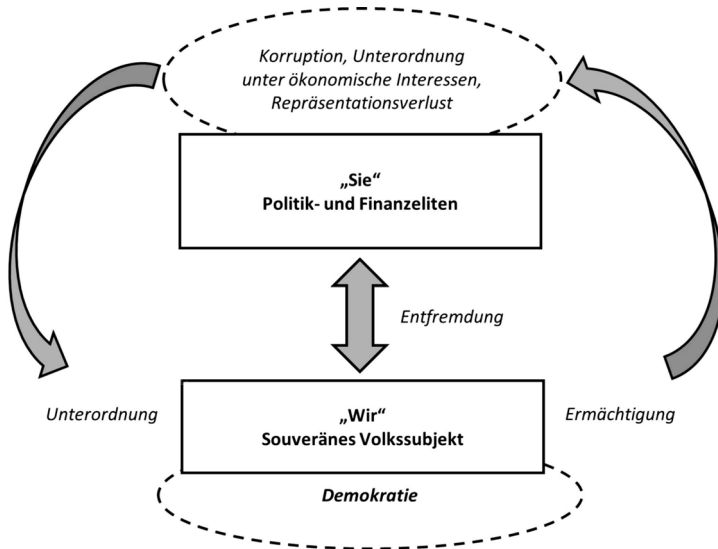 Korruption, Unterordnung
unter ökonomische Interessen,
Repräsentationsverlust
„Sie“
Politik- und Finanzeliten
Entfremdung
Unterordnung
„Wir“
Souveränes Volkssubjekt
Ermächtigung
Demokratie